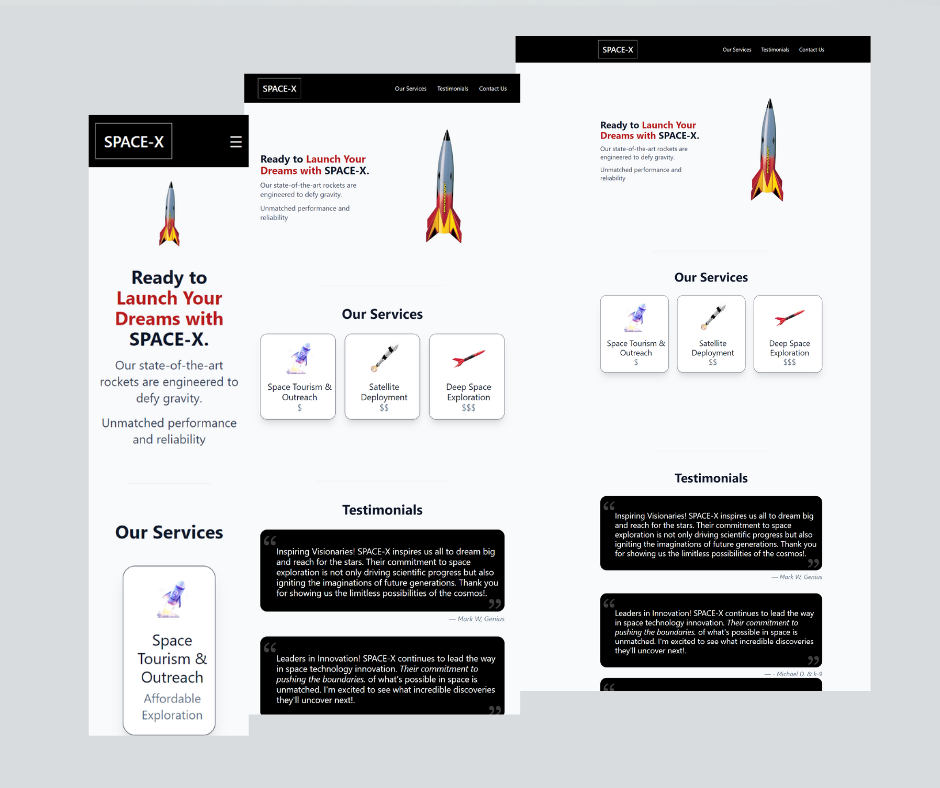 SPACE-X
Ready to
Launch Your
Dreams with
SPACE-X.
Our state-of-the-art
rockets are engineered to
defy gravity.
Unmatched performance
and reliability
Our Services
Space
Tourism &
Outreach
Affordable
Exploration
SPACE-X
Our Services Testimonials Contact Us
Ready to Launch Your
Dreams with SPACE-X.
Our state-of-the-art rockets are
engineered to defy gravity.
Unmatched performance and
reliability
Our Services
Space Tourism &
Outreach
$
Satellite
Deployment
$$
Deep Space
Exploration
$$$
Testimonials
“
Inspiring Visionaries! SPACE-X inspires us all to dream big
and reach for the stars. Their commitment to space
exploration is not only driving scientific progress but also
igniting the imaginations of future generations. Thank you
for showing us the limitless possibilities of the cosmos!.
”
— Mark W, Genius
“
Leaders in Innovation! SPACE-X continues to lead the way
in space technology innovation. Their commitment to
pushing the boundaries. of what's possible in space is
unmatched. I'm excited to see what incredible discoveries
they'll uncover next!.
”
SPACE-X
Our Services Testimonials Contact Us
Ready to Launch Your
Dreams with SPACE-X.
Our state-of-the-art rockets are
engineered to defy gravity.
Unmatched performance and
reliability
Our Services
Space Tourism &
Outreach
$
Satellite
Deployment
$$
Deep Space
Exploration
$$$
Testimonials
“
Inspiring Visionaries! SPACE-X inspires us all to dream big
and reach for the stars. Their commitment to space
exploration is not only driving scientific progress but also
igniting the imaginations of future generations. Thank you
for showing us the limitless possibilities of the cosmos!.
”
— Mark W, Genius
“
Leaders in Innovation! SPACE-X continues to lead the way
in space technology innovation. Their commitment to
pushing the boundaries. of what's possible in space is
unmatched. I'm excited to see what incredible discoveries
they'll uncover next!.
”
— - Michael D. & k-9